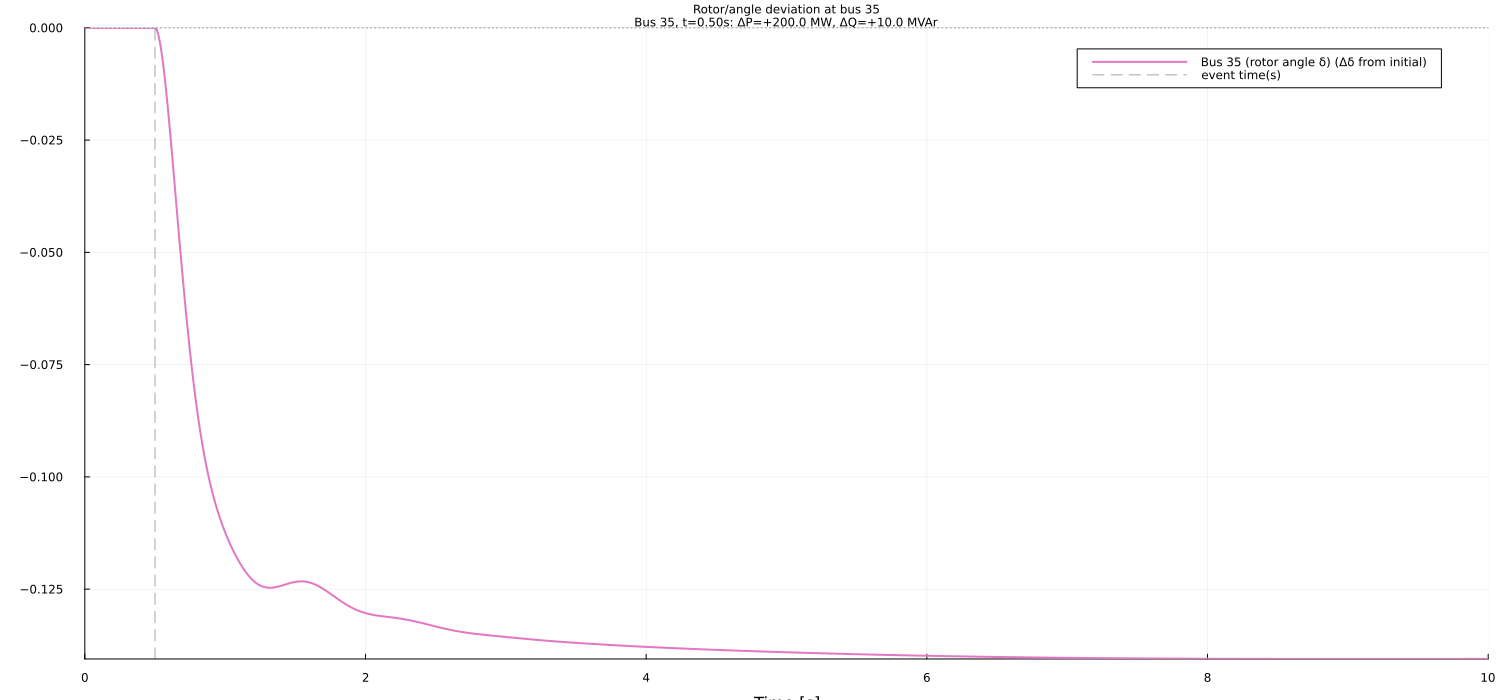 Rotor/angle deviation at bus 35
Bus 35, t=0.50s: ΔP=+200.0 MW, ΔQ=+10.0 MVAr
Bus 35 (rotor angle δ) (Δδ from initial)
event time(s)
0.000
−0.025
−0.050
−0.075
−0.100
−0.125
0 2 4 6 8 10
Time [s]